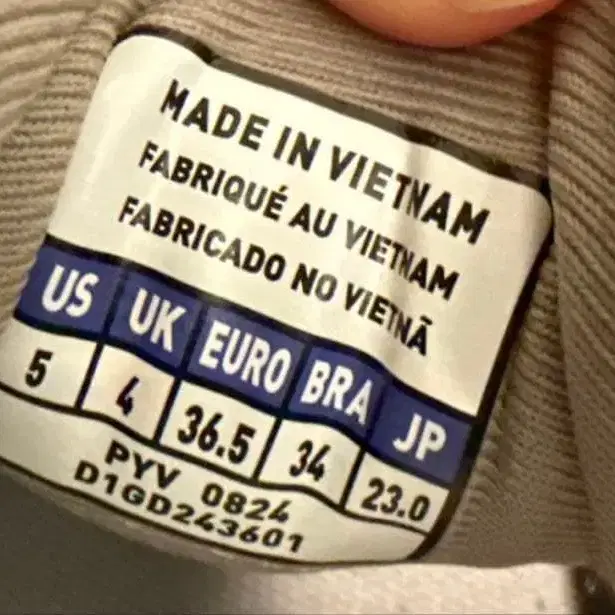 MADE IN VIETNAM
FABRIQUÉ AU VIETNAM
FABRICADO NO VIETNÃ
US UK EURO BRA JP
5 4 36.5 34 23.0
PYV 0824
D1GD243601